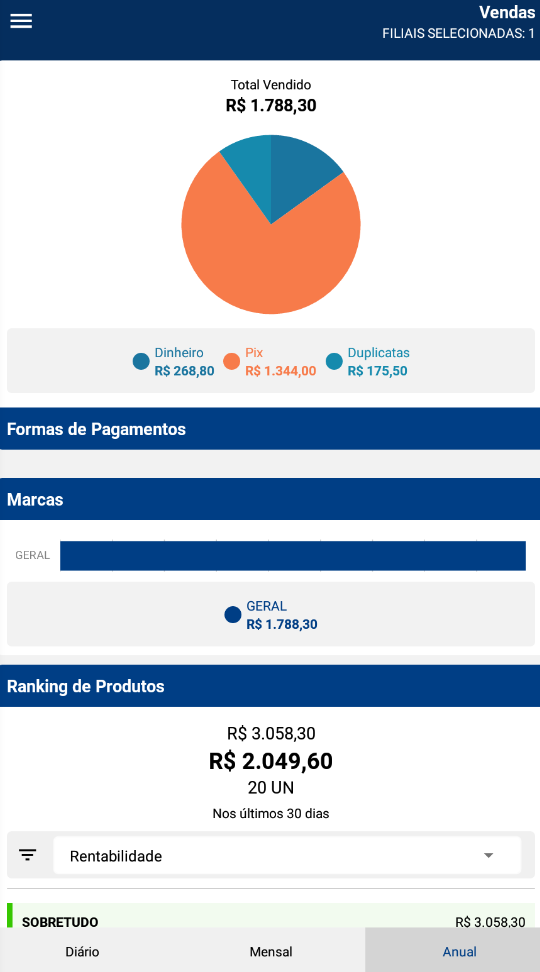 Vendas
FILIAIS SELECIONADAS: 1
Total Vendido
R$ 1.788,30
Dinheiro
R$ 268,80
Pix
R$ 1.344,00
Duplicatas
R$ 175,50
Formas de Pagamentos
Marcas
GERAL
GERAL
R$ 1.788,30
Ranking de Produtos
R$ 3.058,30
R$ 2.049,60
20 UN
Nos últimos 30 dias
Rentabilidade
SOBRETUDO R$ 3.058,30
Diário Mensal Anual